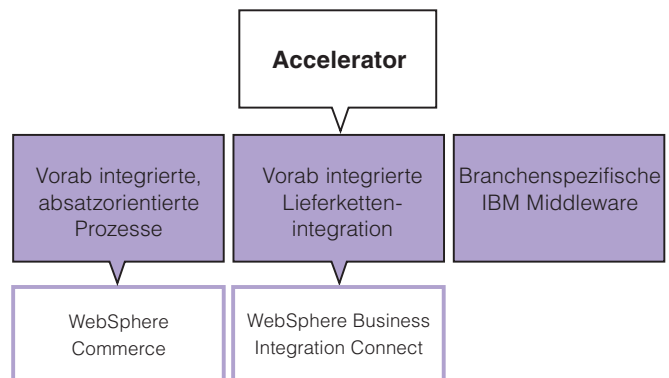 Accelerator
Vorab integrierte,
absatzorientierte
Prozesse
Vorab integrierte
Lieferketten-
integration
Branchenspezifische
IBM Middleware
WebSphere
Commerce
WebSphere Business
Integration Connect